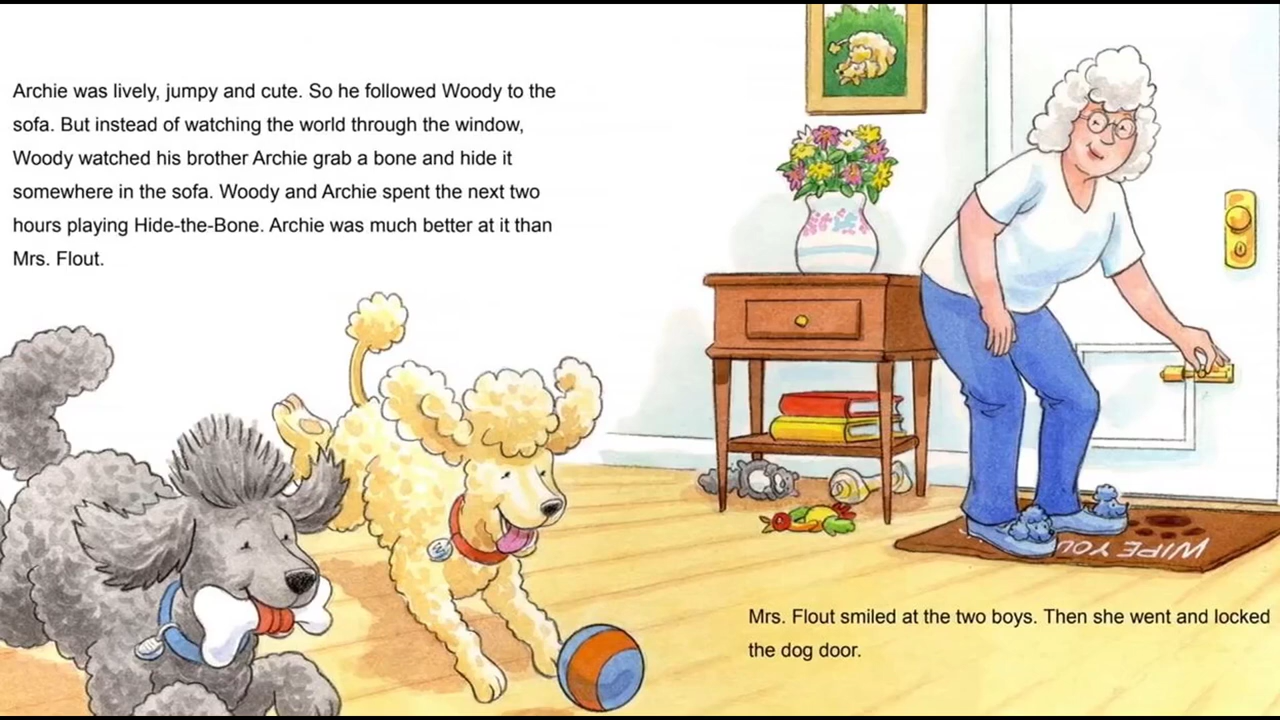 Archie was lively, jumpy and cute. So he followed Woody to the
sofa. But instead of watching the world through the window,
Woody watched his brother Archie grab a bone and hide it
somewhere in the sofa. Woody and Archie spent the next two
hours playing Hide-the-Bone. Archie was much better at it than
Mrs. Flout.
WIPE YOU
Mrs. Flout smiled at the two boys. Then she went and locked
the dog door.